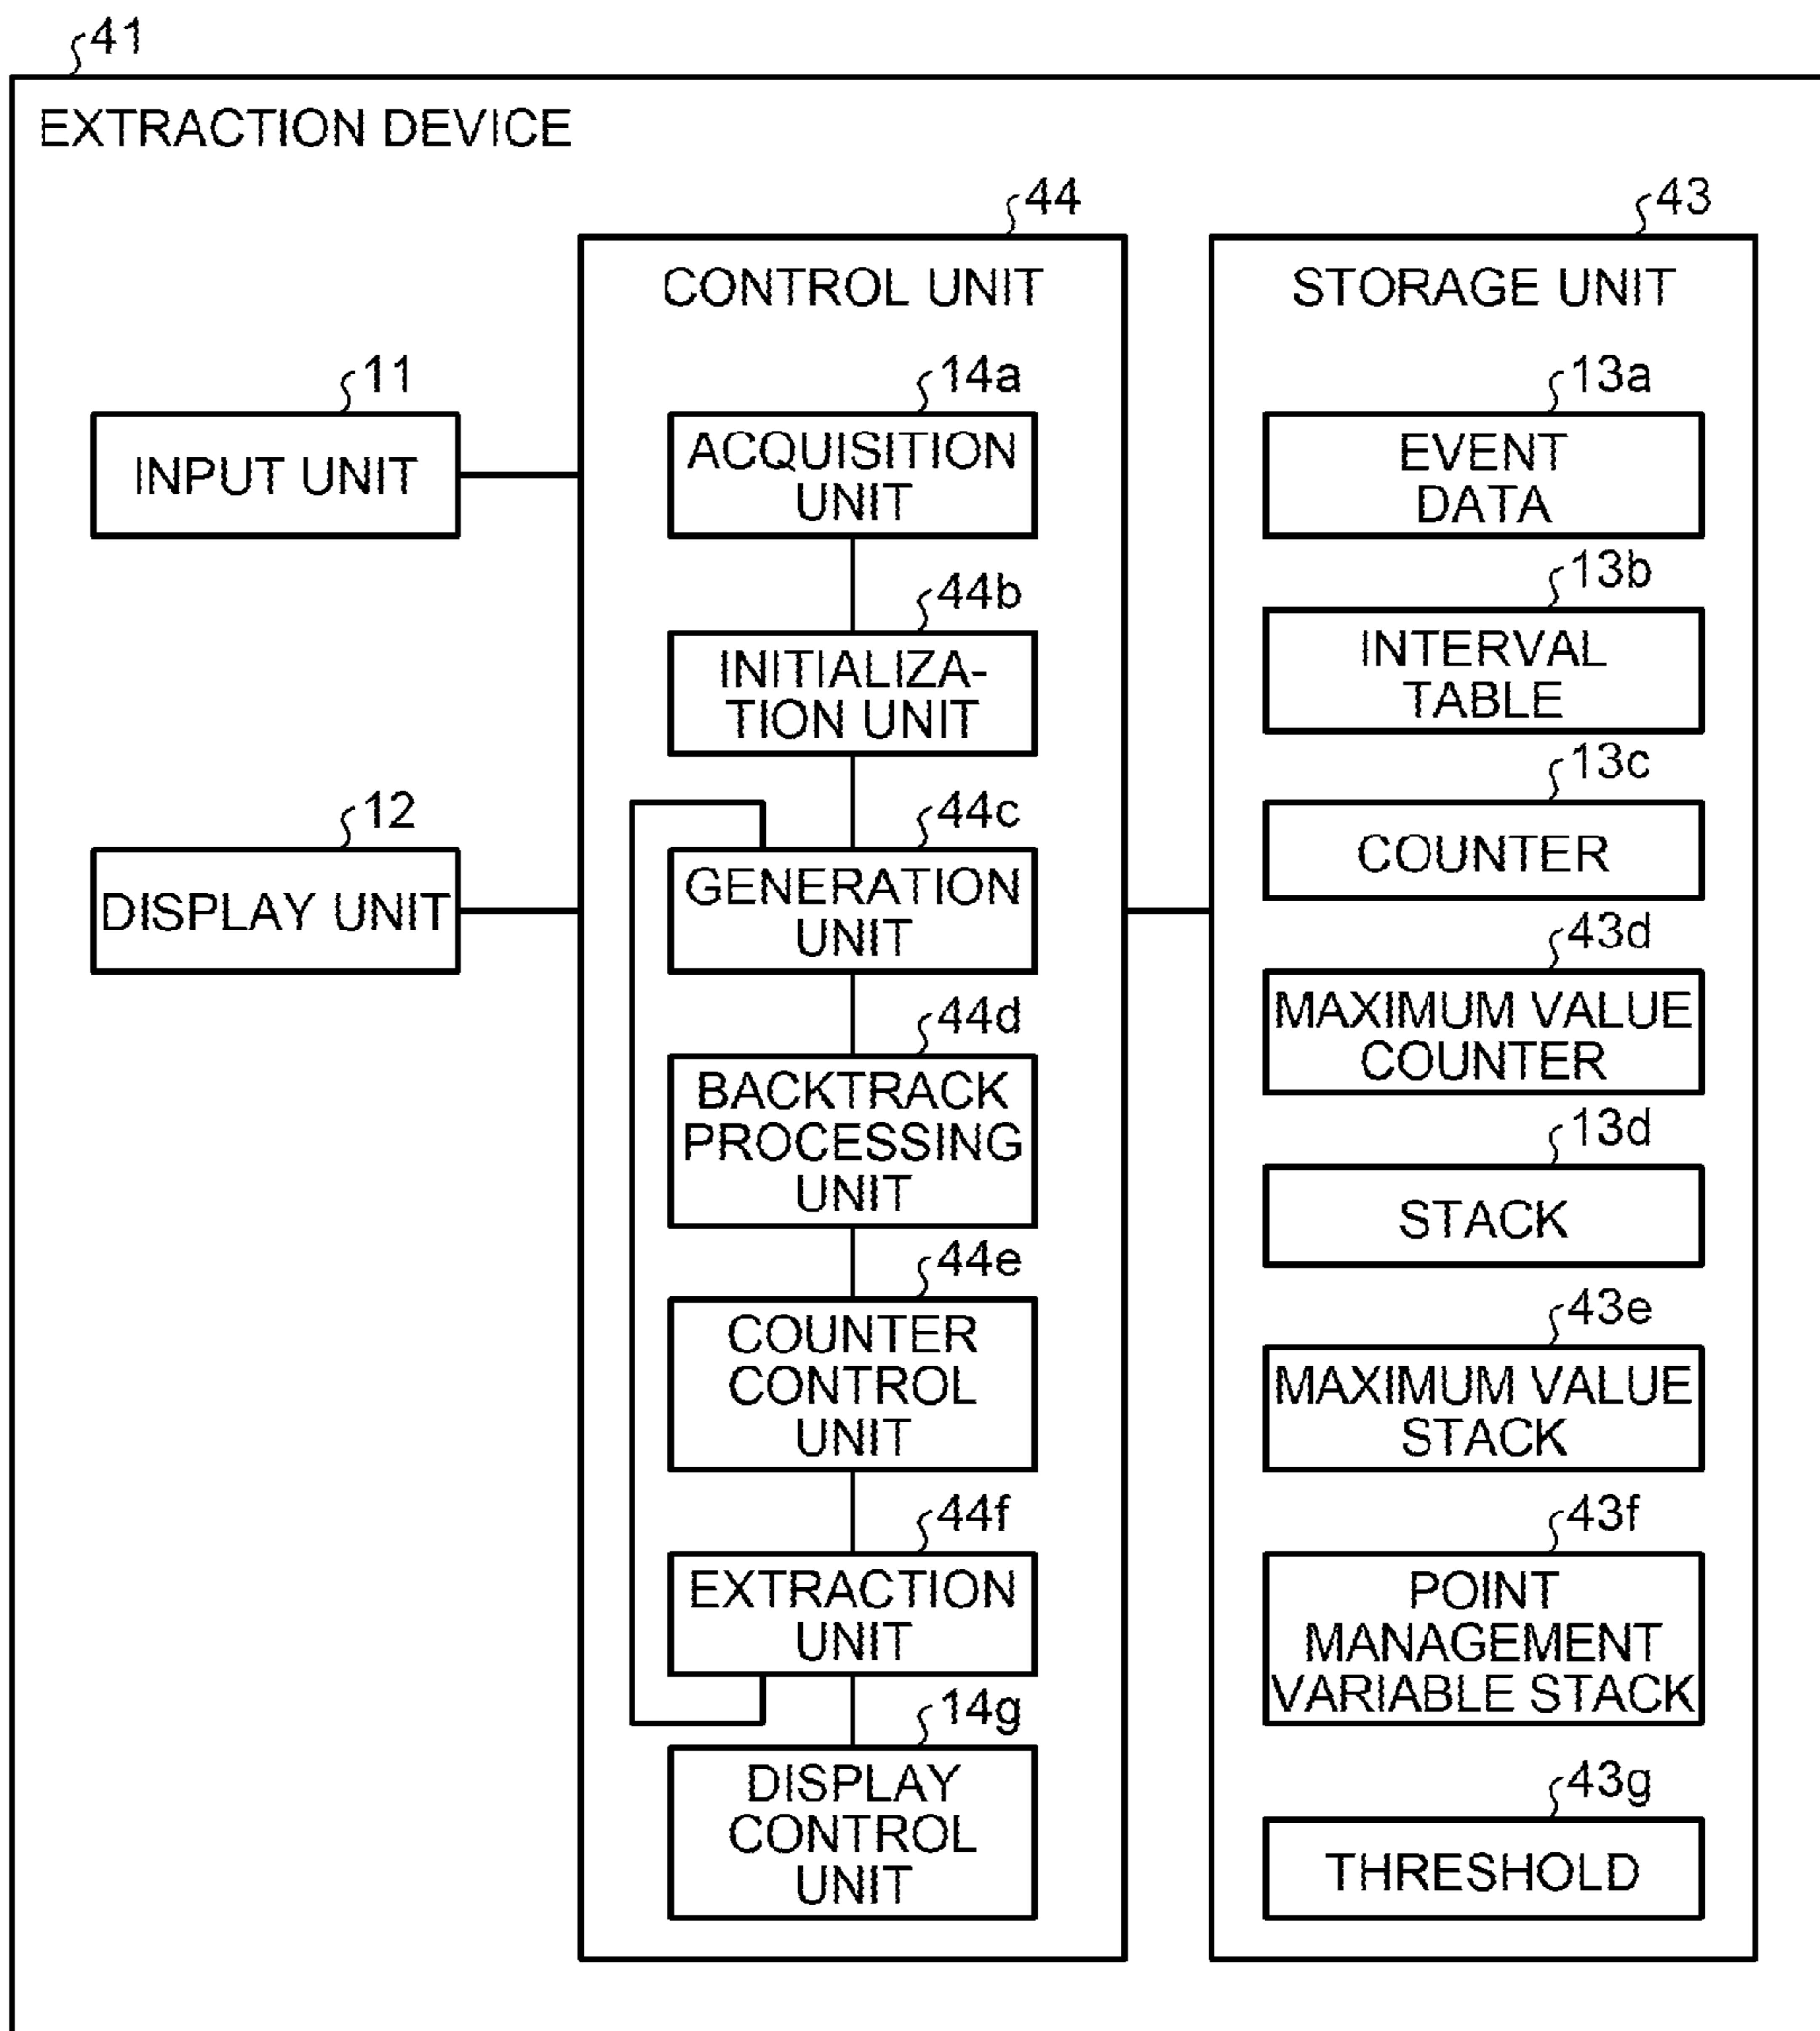 41
EXTRACTION DEVICE
11
INPUT UNIT
12
DISPLAY UNIT
44
CONTROL UNIT
14a
ACQUISITION
UNIT
44b
INITIALIZA-
TION UNIT
44c
GENERATION
UNIT
44d
BACKTRACK
PROCESSING
UNIT
44e
COUNTER
CONTROL
UNIT
44f
EXTRACTION
UNIT
14g
DISPLAY
CONTROL
UNIT
43
STORAGE UNIT
13a
EVENT
DATA
13b
INTERVAL
TABLE
13c
COUNTER
43d
MAXIMUM VALUE
COUNTER
13d
STACK
43e
MAXIMUM VALUE
STACK
43f
POINT
MANAGEMENT
VARIABLE STACK
43g
THRESHOLD